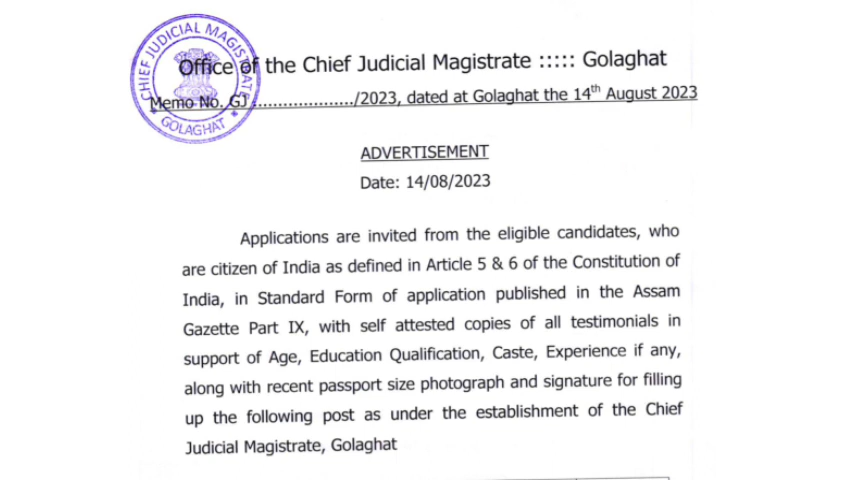 CHIEF JUDICIAL MAGISTRATE
GOLAGHAT
Office of the Chief Judicial Magistrate ::::: Golaghat
Memo No. GJ ...................../2023, dated at Golaghat the 14th August 2023
ADVERTISEMENT
Date: 14/08/2023
Applications are invited from the eligible candidates, who
are citizen of India as defined in Article 5 & 6 of the Constitution of
India, in Standard Form of application published in the Assam
Gazette Part IX, with self attested copies of all testimonials in
support of Age, Education Qualification, Caste, Experience if any,
along with recent passport size photograph and signature for filling
up the following post as under the establishment of the Chief
Judicial Magistrate, Golaghat